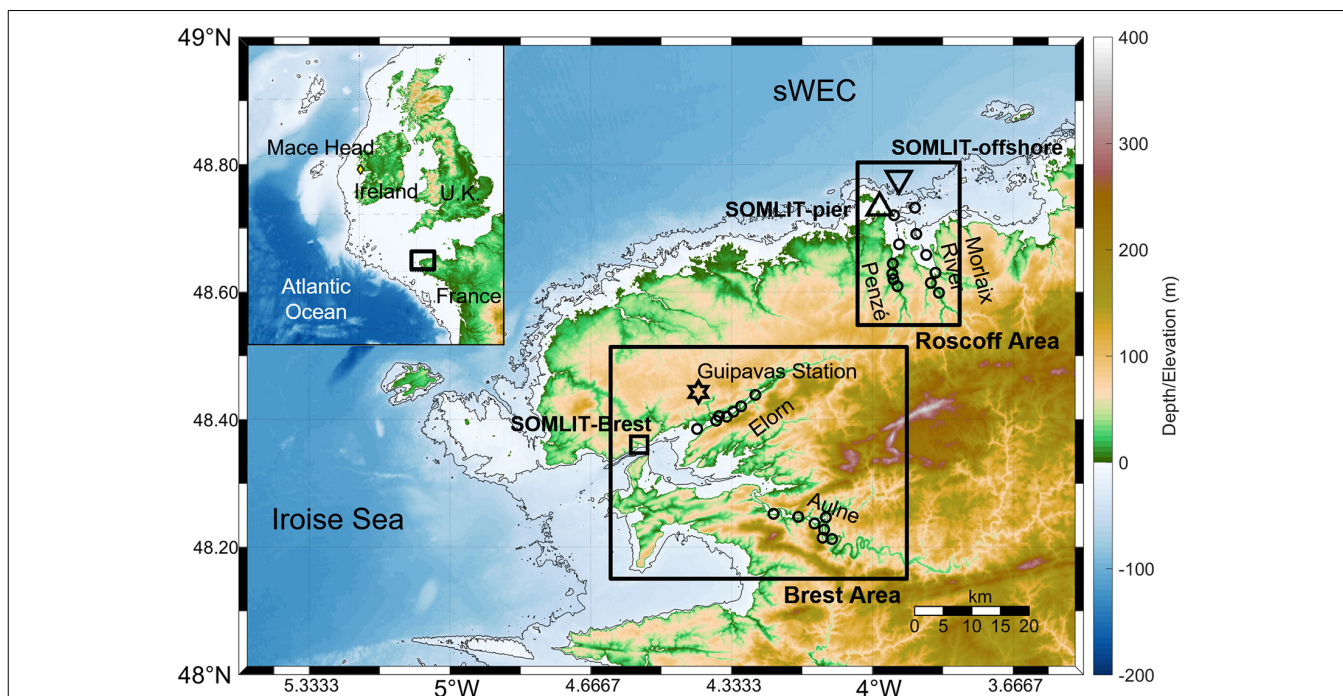 49°N
48.80
48.60
48.40
48.20
48°N
5.3333
5°W
4.6667
4.3333
4°W
3.6667
Mace Head
Ireland
U.K
Atlantic
Ocean
France
sWEC
SOMLIT-offshore
SOMLIT-pier
Penzé
Morlaix
River
Roscoff Area
Guipavas Station
SOMLIT-Brest
Elorn
Aulne
Iroise Sea
Brest Area
km
0 5 10 15 20
400
300
200
100
0
-100
-200
Depth/Elevation (m)